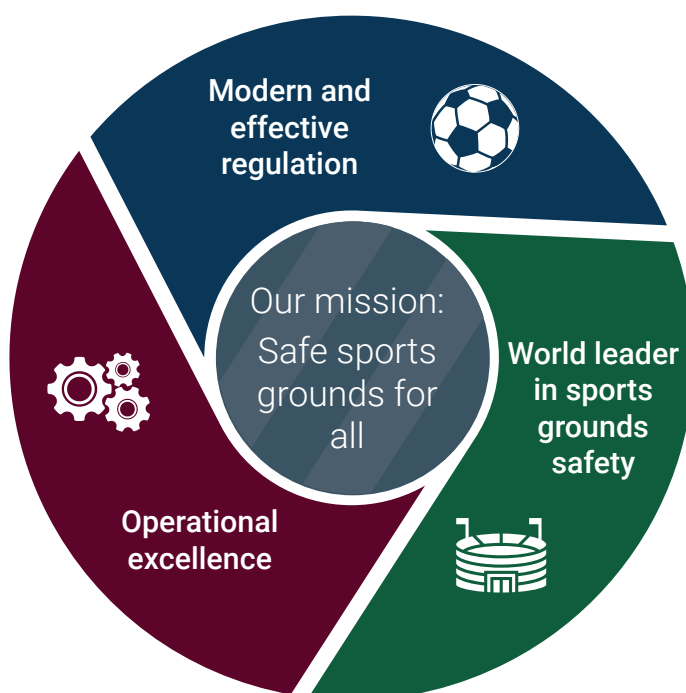 Modern and
effective
regulation
Our mission:
Safe sports
grounds for
all
World leader
in sports
grounds
safety
Operational
excellence